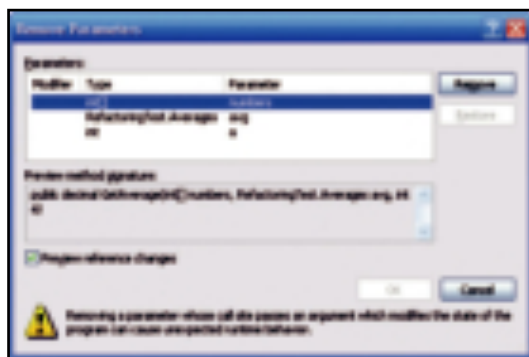 Remove Parameters
Parameters:
Modifier Type Parameter
int[] numbers
RefactoringTest.Averages avg
int
Remove
Restore
Preview method signature:
public decimal GetAverage(int[] numbers, RefactoringTest.Averages avg, int
Preview reference changes
OK Cancel
Removing a parameter whose call site passes an argument which modifies the state of the
program can cause unexpected runtime behavior.